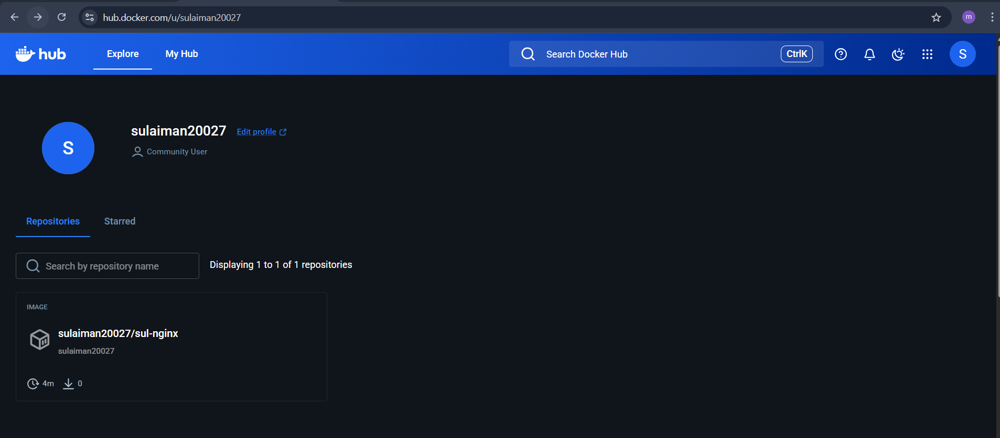 hub.docker.com/u/sulaiman20027
m
hub
Explore
My Hub
Search Docker Hub
CtrlK
S
S
sulaiman20027
Edit profile
Community User
Repositories
Starred
Search by repository name
Displaying 1 to 1 of 1 repositories
IMAGE
sulaiman20027/sul-nginx
sulaiman20027
4m
0